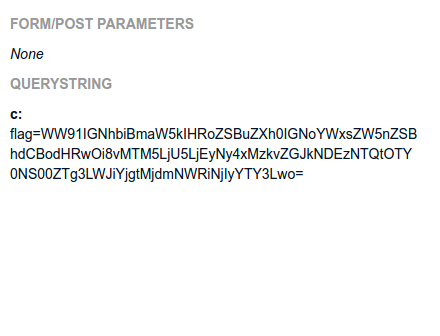 FORM/POST PARAMETERS
None
QUERYSTRING
c:
flag=WW91IGNhbiBmaW5kIHRoZSBuZXh0IGNoYWxsZW5nZSB
hdCBodHRwOi8vMTM5LjU5LjEyNy4xMzkvZGJkNDEzNTQtOTY
0NS00ZTg3LWJiYjgtMjdmNWRiNjIyYTY3Lwo=